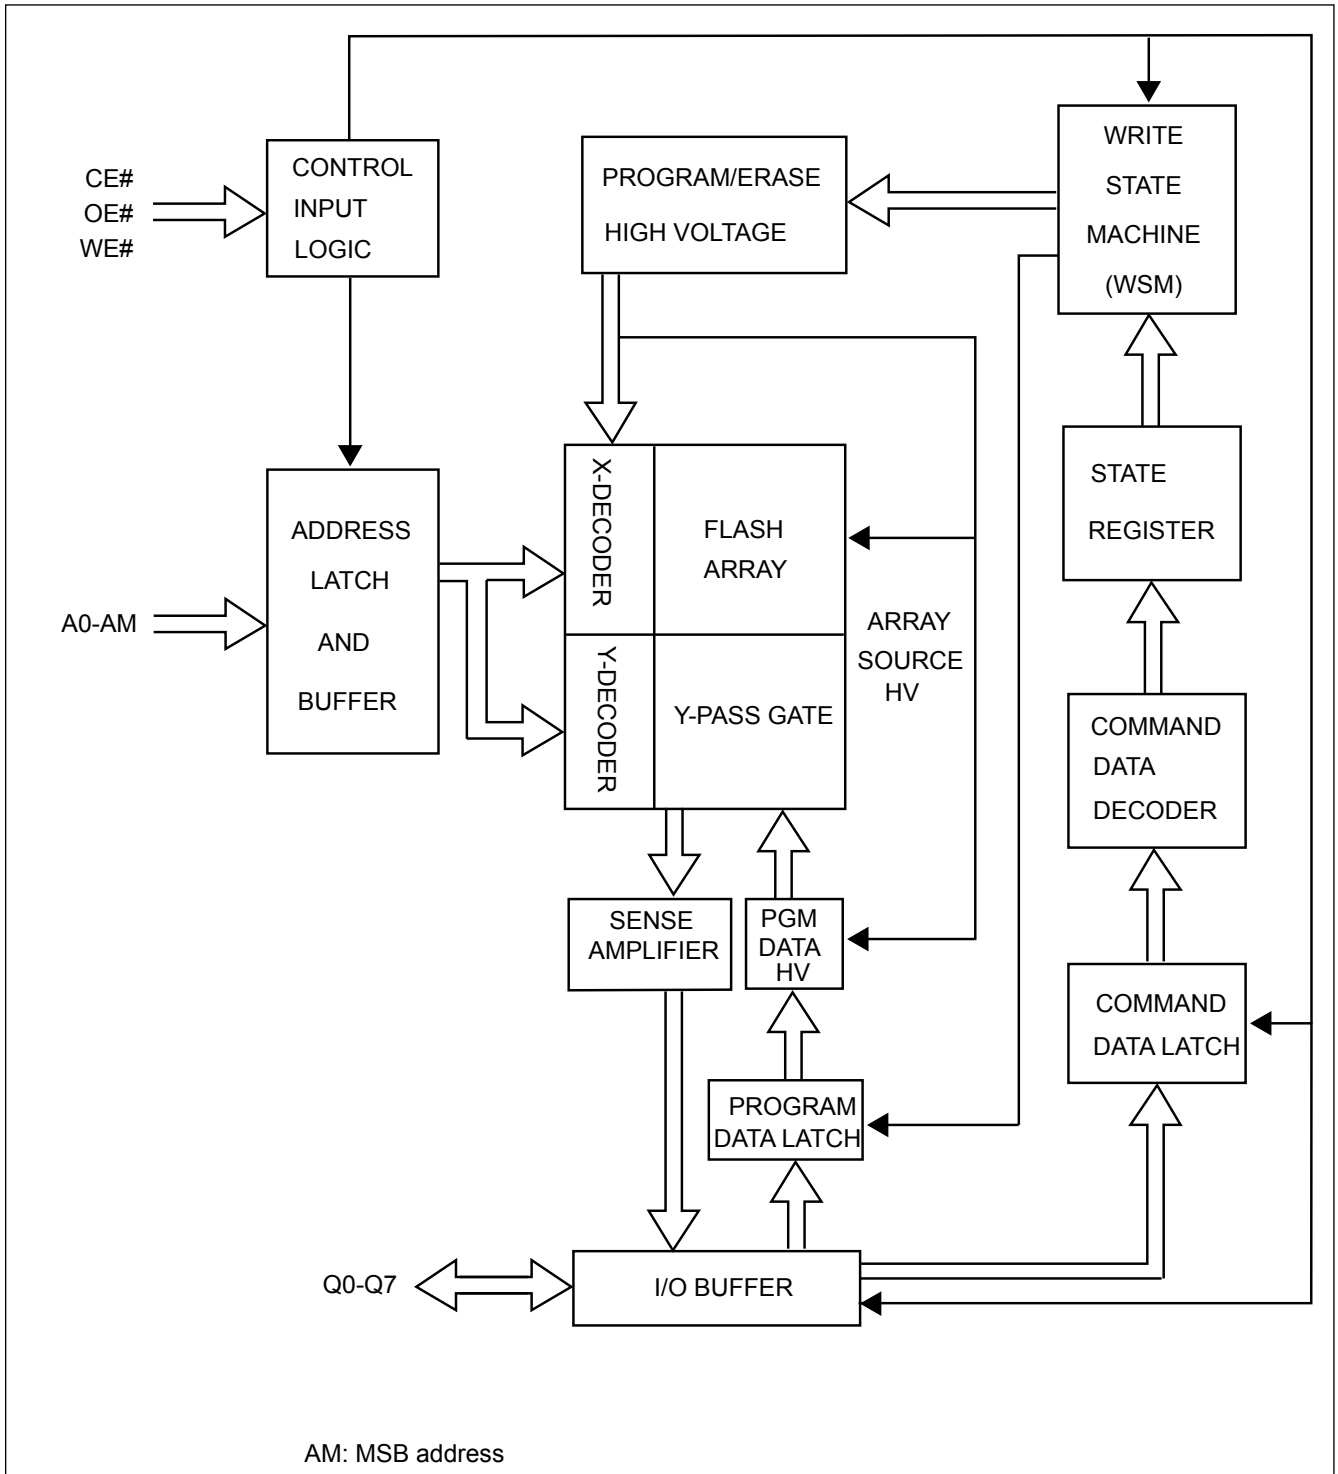 CE#
OE#
WE#
CONTROL
INPUT
LOGIC
PROGRAM/ERASE
HIGH VOLTAGE
WRITE
STATE
MACHINE
(WSM)
A0-AM
ADDRESS
LATCH
AND
BUFFER
X-DECODER
FLASH
ARRAY
Y-DECODER
Y-PASS GATE
ARRAY
SOURCE
HV
STATE
REGISTER
COMMAND
DATA
DECODER
SENSE
AMPLIFIER
PGM
DATA
HV
COMMAND
DATA LATCH
PROGRAM
DATA LATCH
Q0-Q7
I/O BUFFER
AM: MSB address